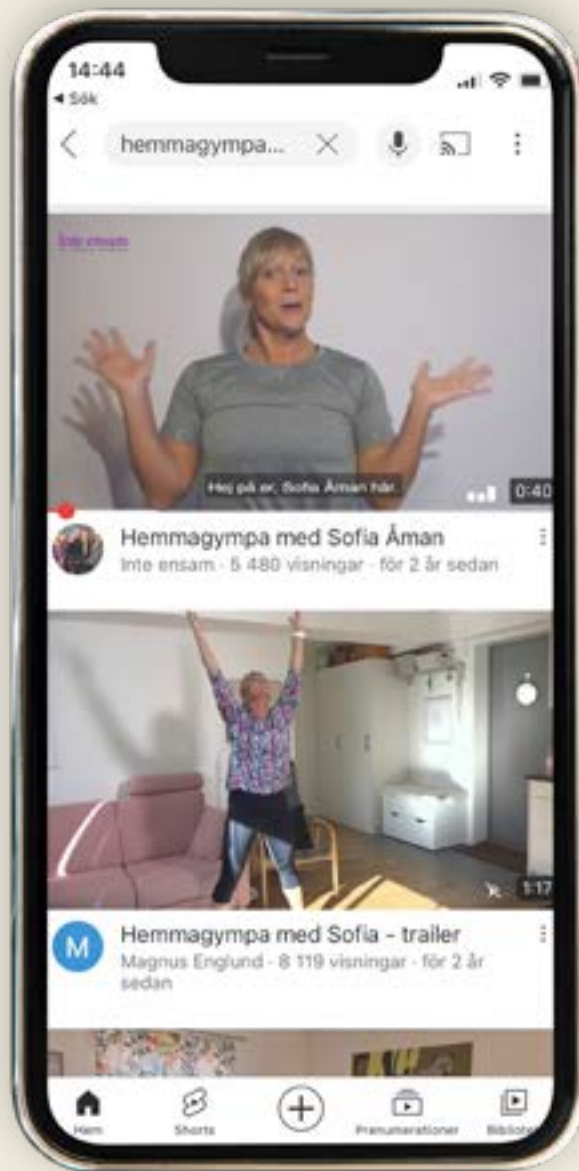 14:44
◀ Sök
hemmagympa...
Inte ensam
Hej på er, Sofia Åman här.
0:40
Hemmagympa med Sofia Åman
Inte ensam · 5 480 visningar · för 2 år sedan
1:17
M
Hemmagympa med Sofia – trailer
Magnus Englund · 8 119 visningar · för 2 år
sedan
Hem
Shorts
Prenumerationer
Bibliotek